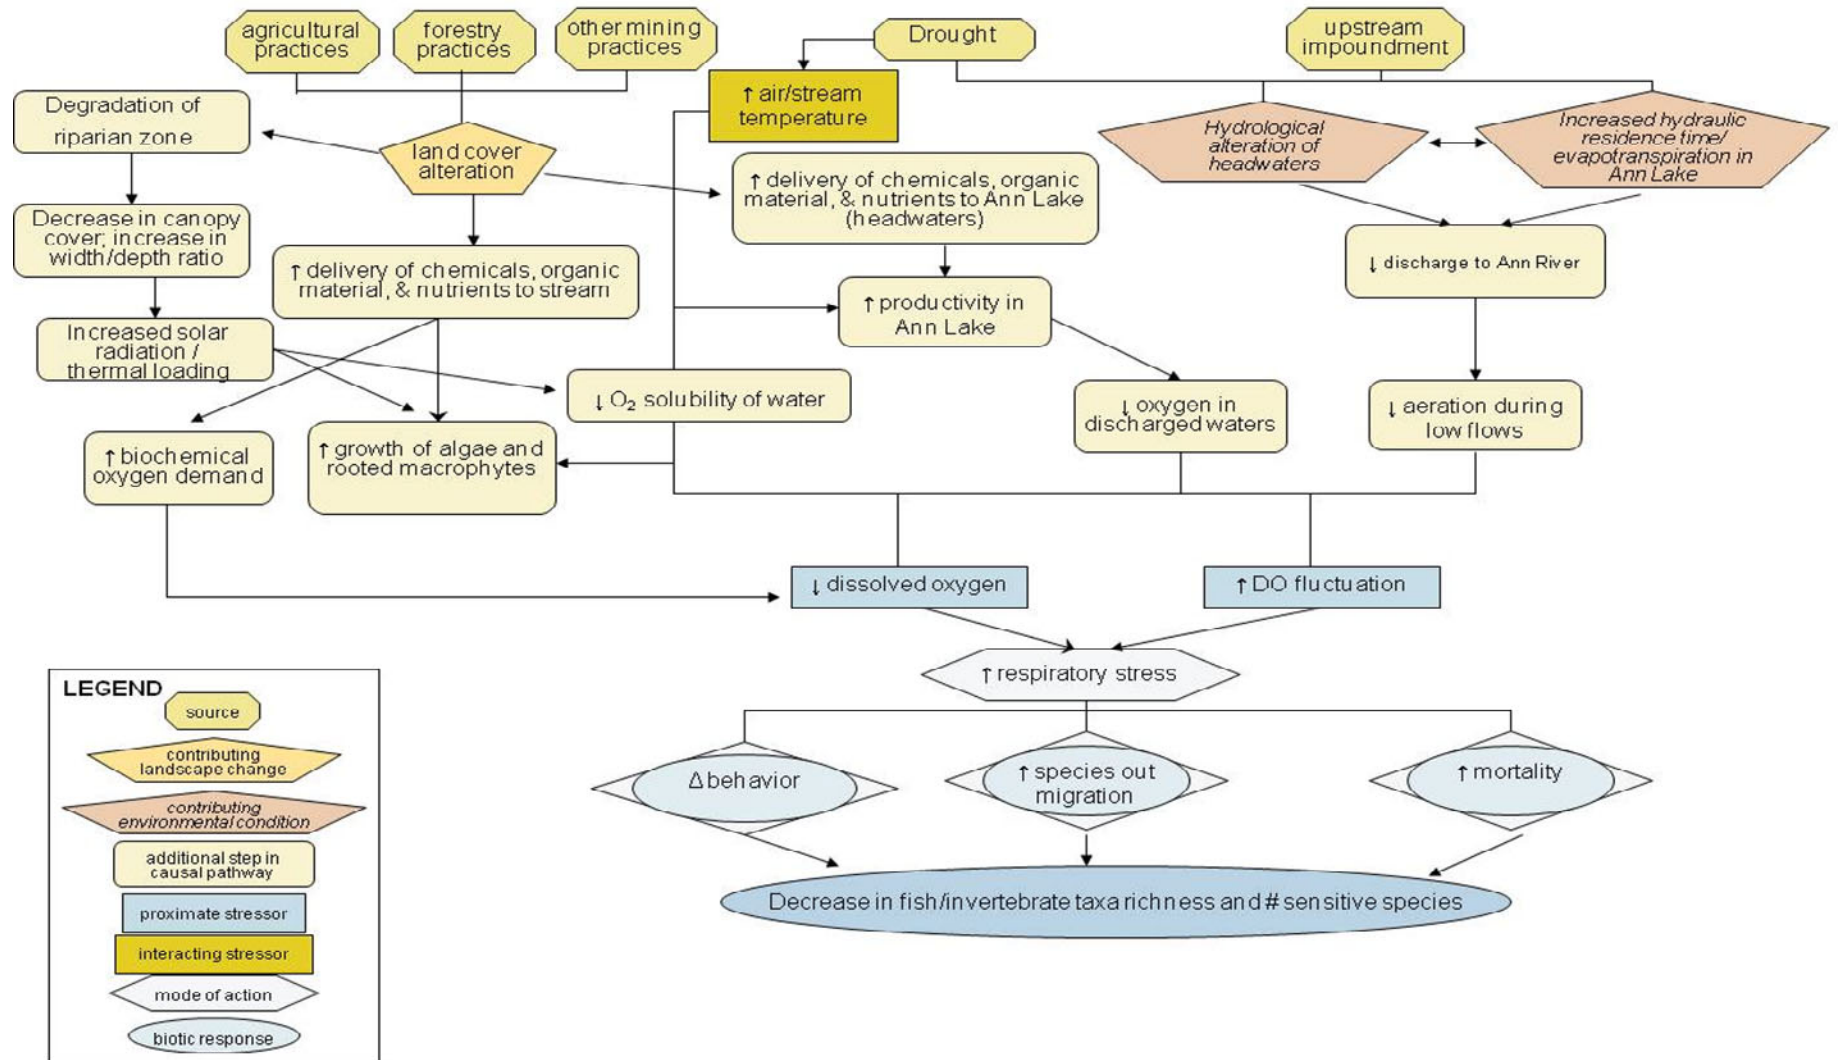 agricultural
practices
forestry
practices
other mining
practices
Drought
upstream
impoundment
Degradation of
riparian zone
↑ air/stream
temperature
land cover
alteration
Hydrological
alteration of
headwaters
Increased hydraulic
residence time/
evapotranspiration in
Ann Lake
↑ delivery of chemicals, organic
material, & nutrients to Ann Lake
(headwaters)
Decrease in canopy
cover; increase in
width/depth ratio
↑ delivery of chemicals, organic
material, & nutrients to stream
↓ discharge to Ann River
↑ productivity in
Ann Lake
Increased solar
radiation /
thermal loading
↓ O₂ solubility of water
↓ oxygen in
discharged waters
↓ aeration during
low flows
↑ biochemical
oxygen demand
↑ growth of algae and
rooted macrophytes
↓ dissolved oxygen
↑ DO fluctuation
↑ respiratory stress
Δ behavior
↑ species out
migration
↑ mortality
Decrease in fish/invertebrate taxa richness and # sensitive species
LEGEND
source
contributing
landscape change
contributing
environmental condition
additional step in
causal pathway
proximate stressor
interacting stressor
mode of action
biotic response